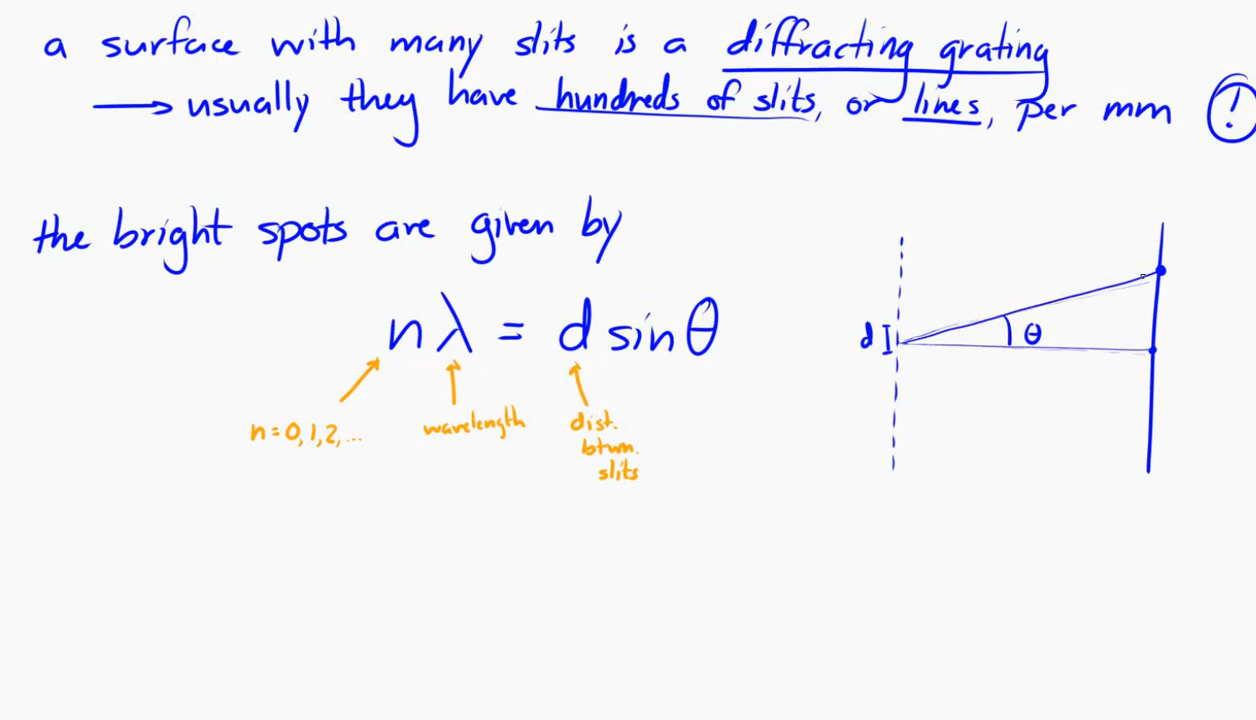 a surface with many slits is a diffracting grating
→ usually they have hundreds of slits, or lines, per mm !
the bright spots are given by
nλ = d sinθ
n=0,1,2,...
wavelength
dist.
btwn.
slits
d
θ